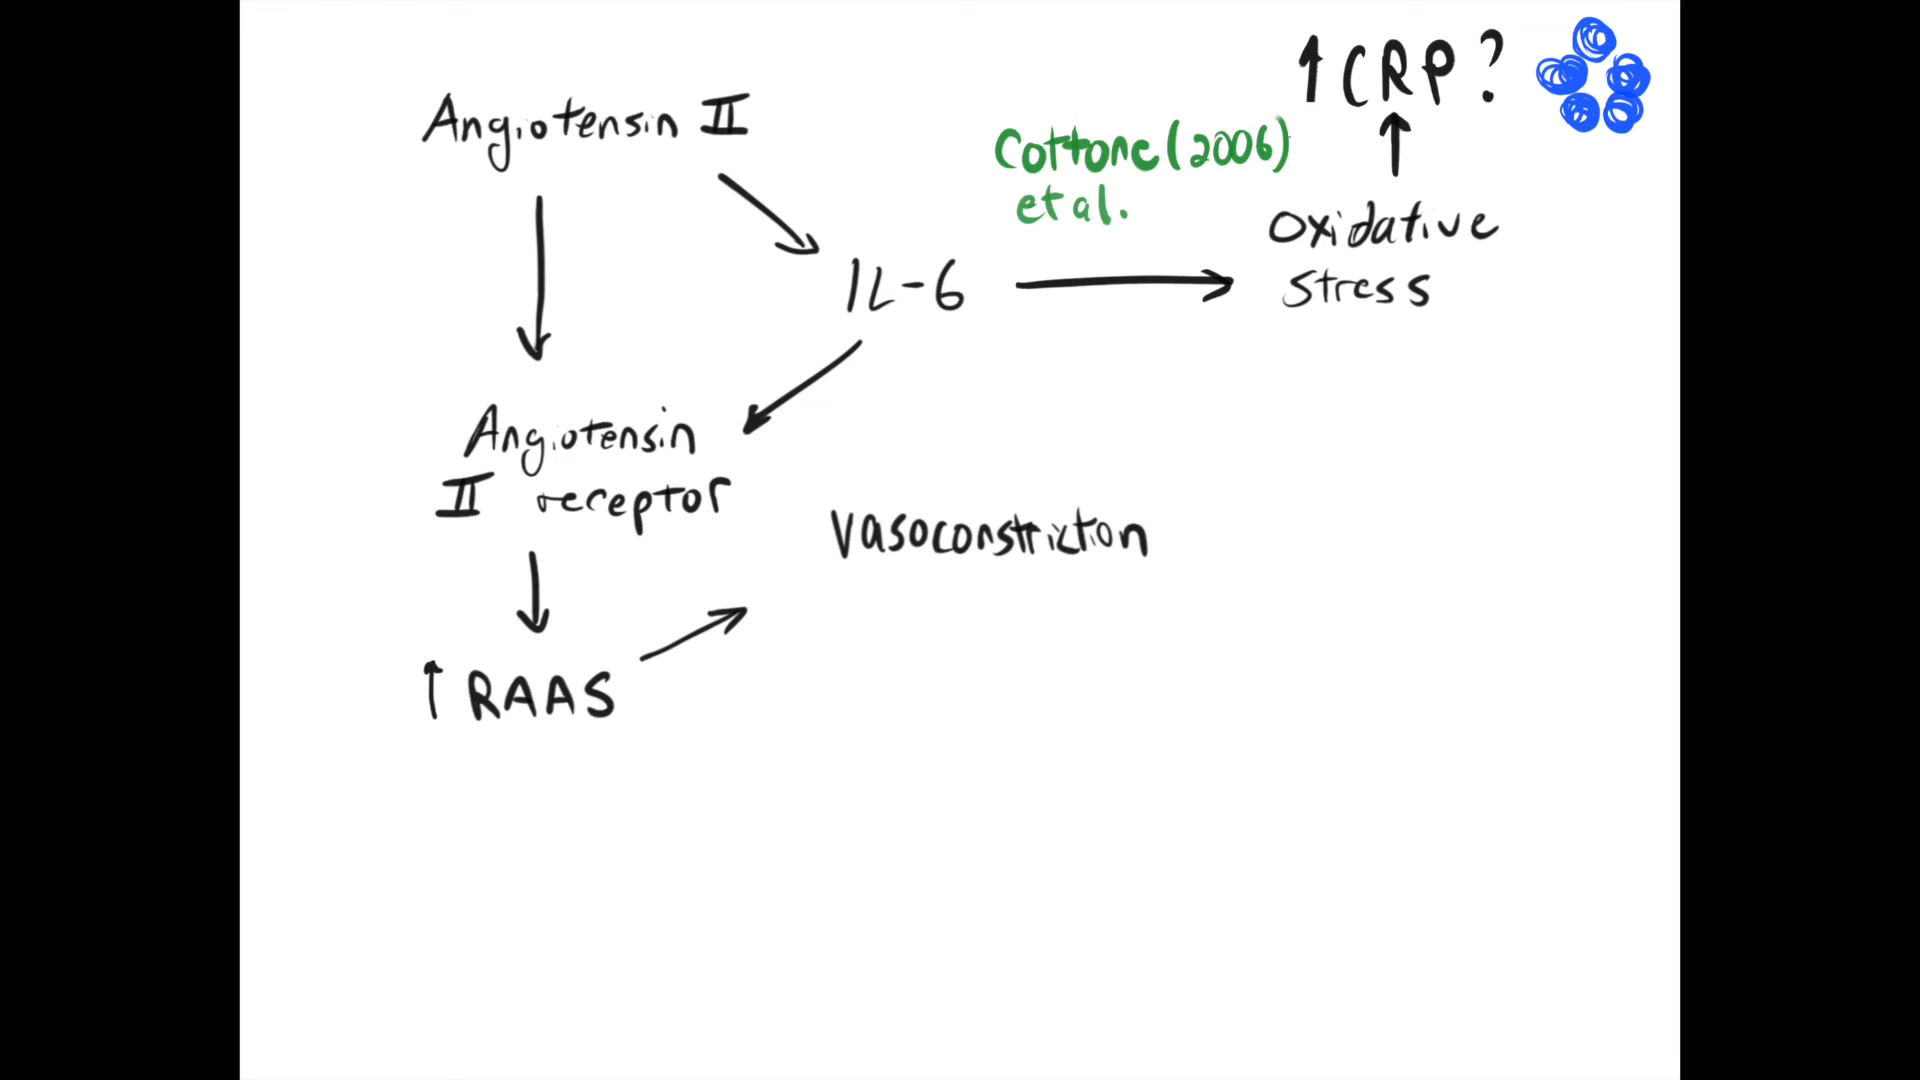 ↑ CRP?
Angiotensin II
Cottone (2006)
et al.
Oxidative
stress
IL-6
Angiotensin
II receptor
Vasoconstriction
↑ RAAS